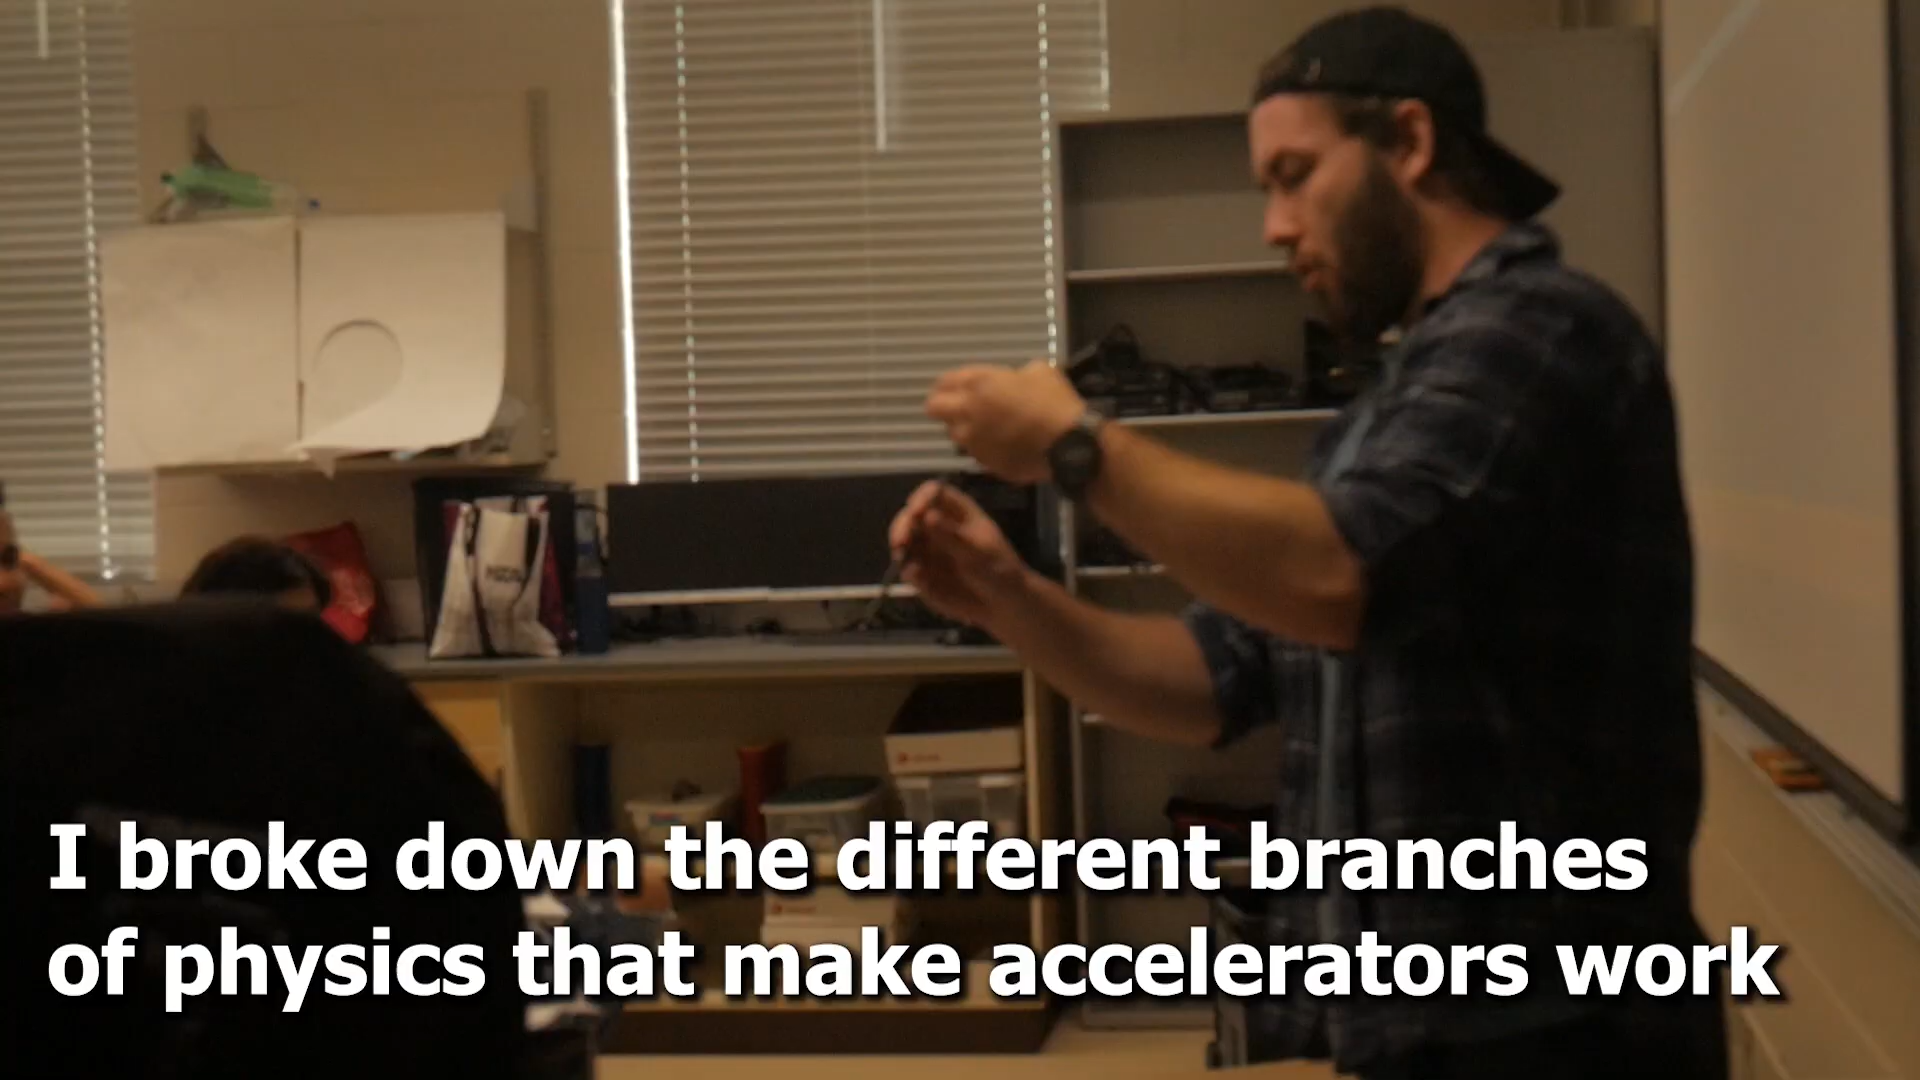 I broke down the different branches
of physics that make accelerators work